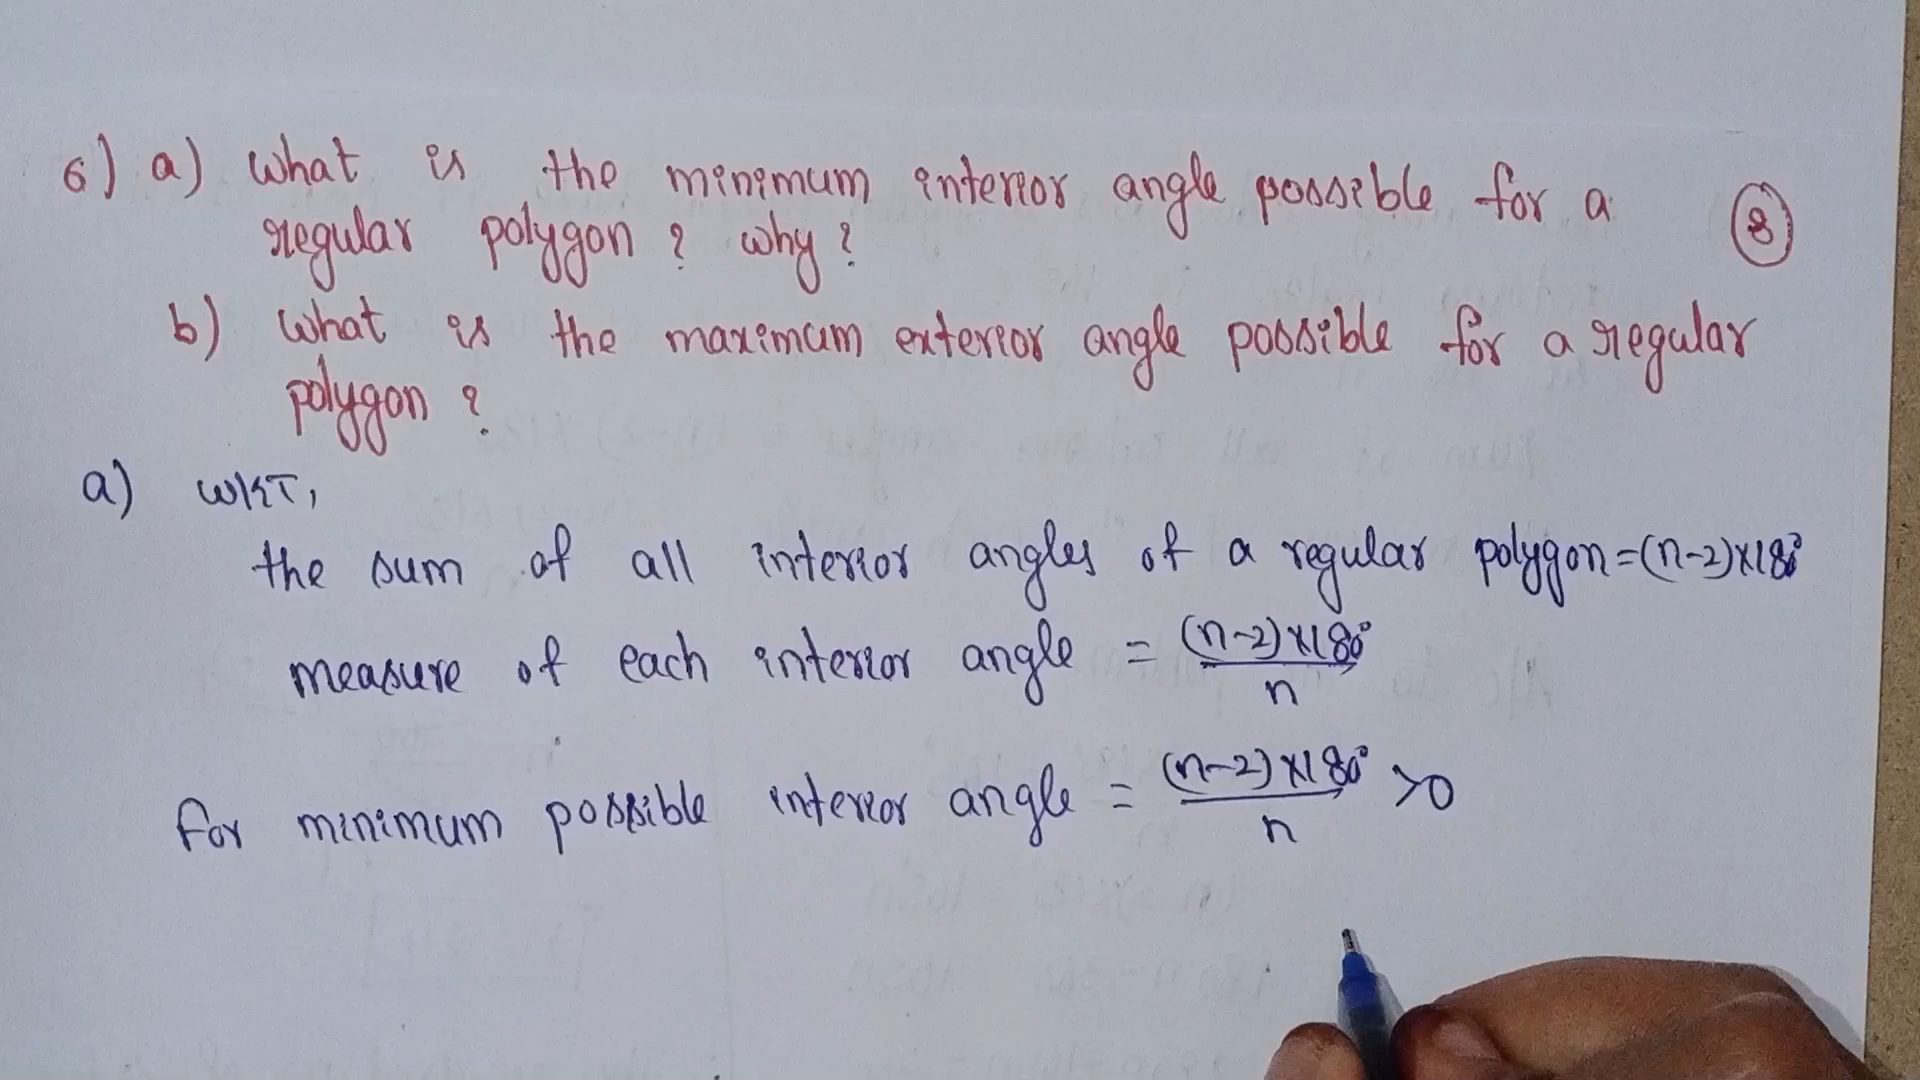 6) a) What is the minimum interior angle possible for a
regular polygon ? why ?
8
b) What is the maximum exterior angle possible for a regular
polygon ?
a) WKT,
the sum of all interior angles of a regular polygon = (n-2)×180°
measure of each interior angle = (n-2)×180°
n
For minimum possible interior angle = (n-2)×180° >0
n